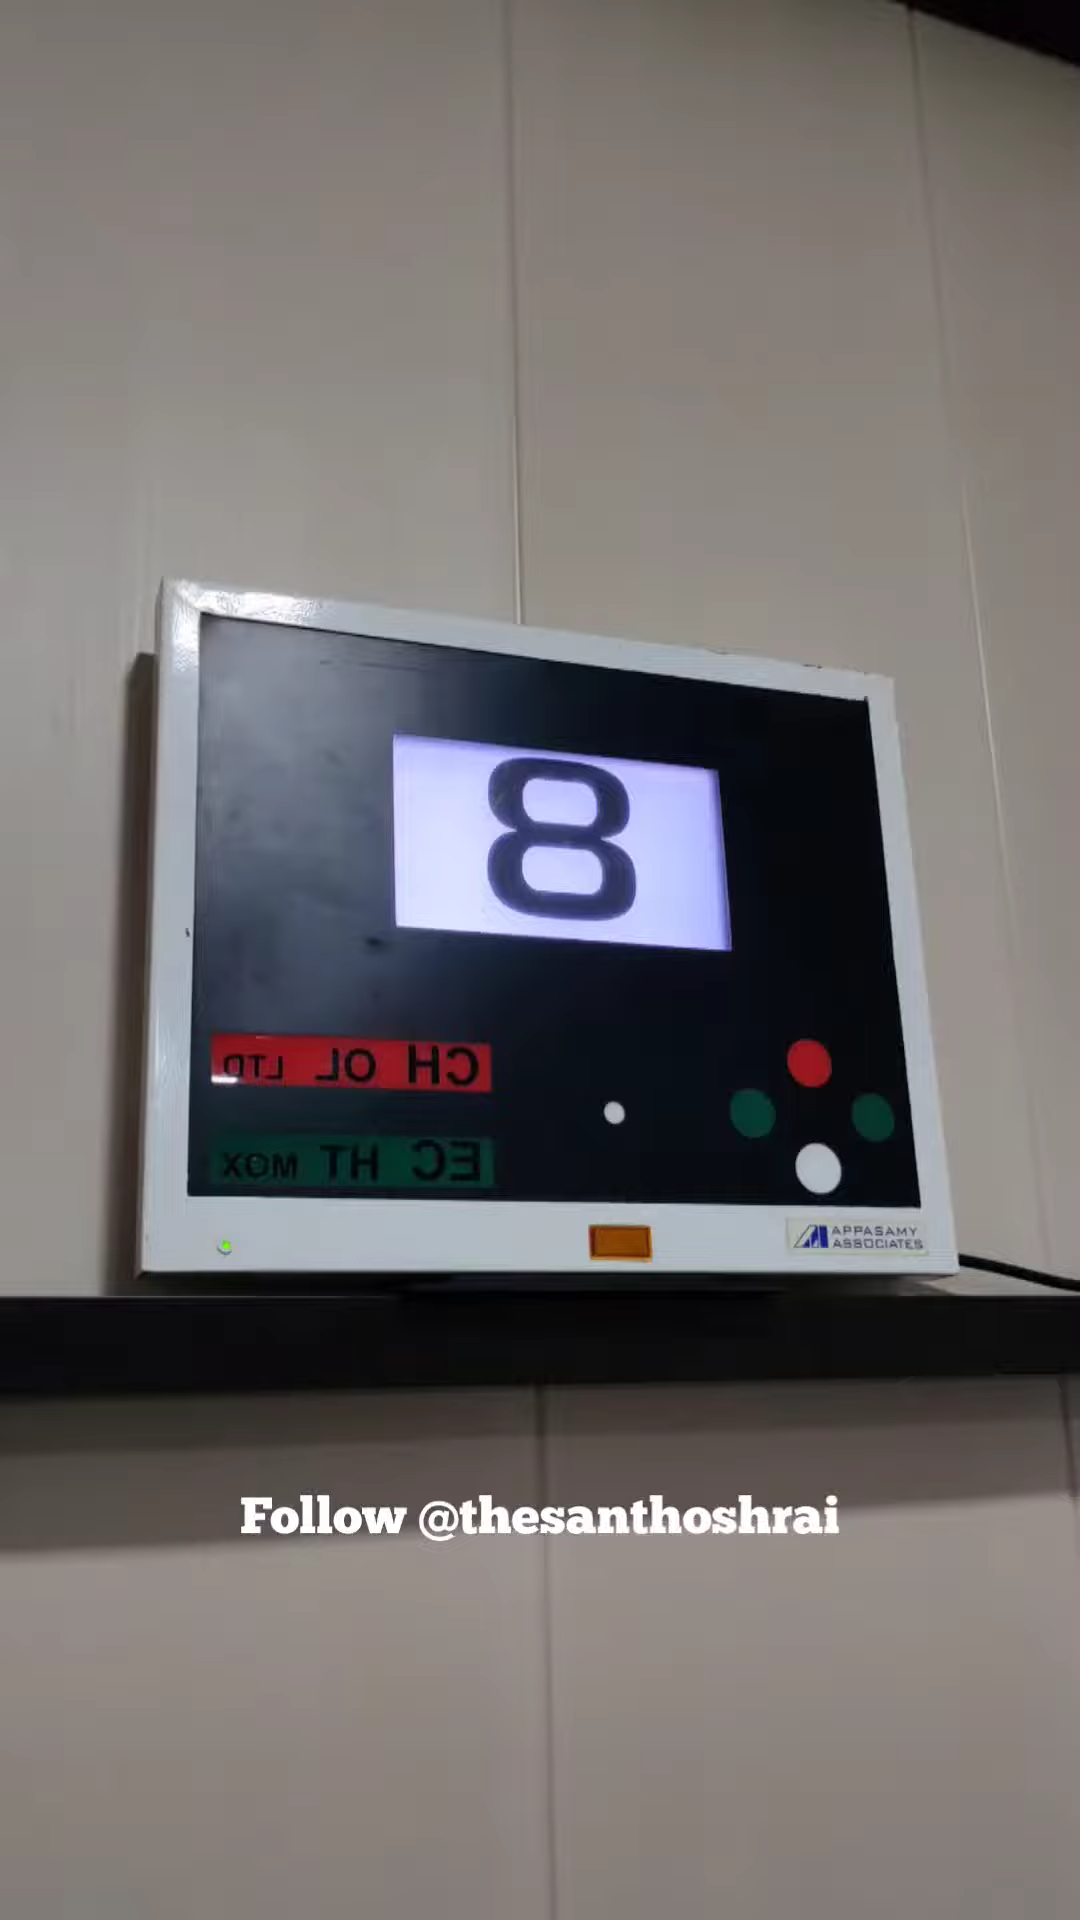 8
CH OL LTD
EC HT MOX
APPASAMY
ASSOCIATES
Follow @thesanthoshrai